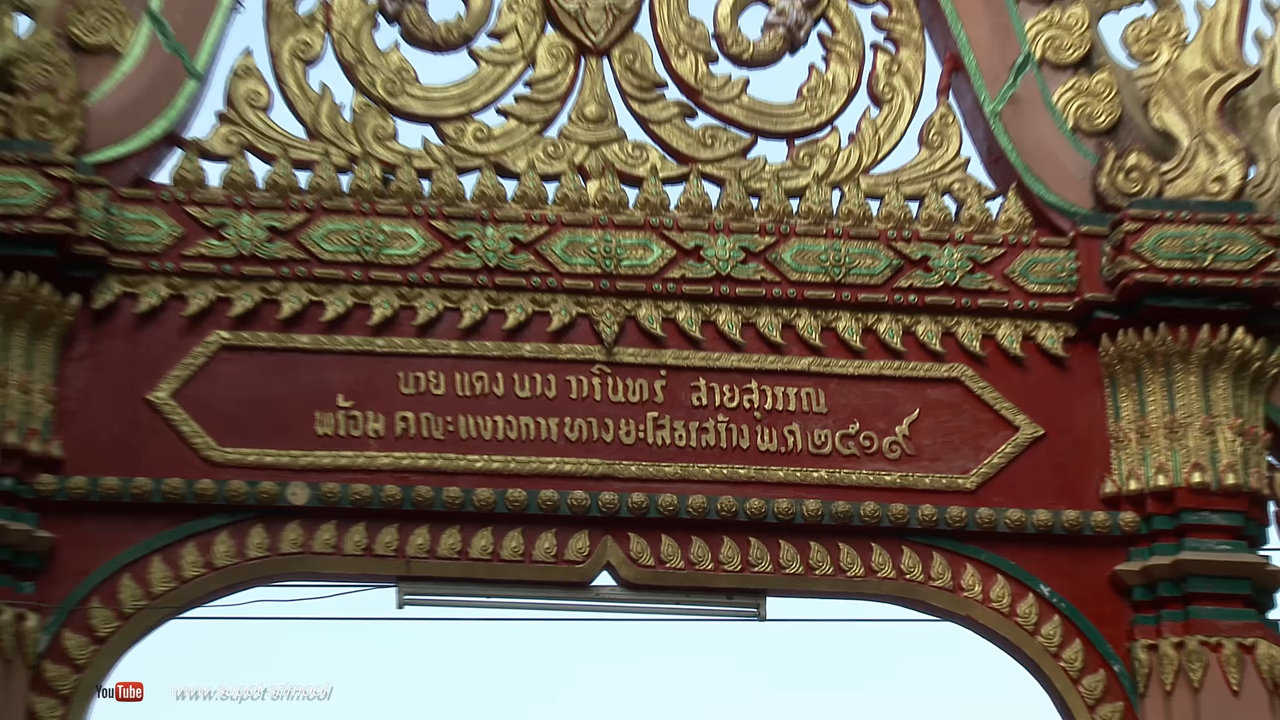 นาย แดง นาง วารินทร์ สายสุวรรณ
พร้อม คณะแขวงการทางยะโสธรสร้าง พ.ศ ๒๕๑๙
YouTube www.supot srimool